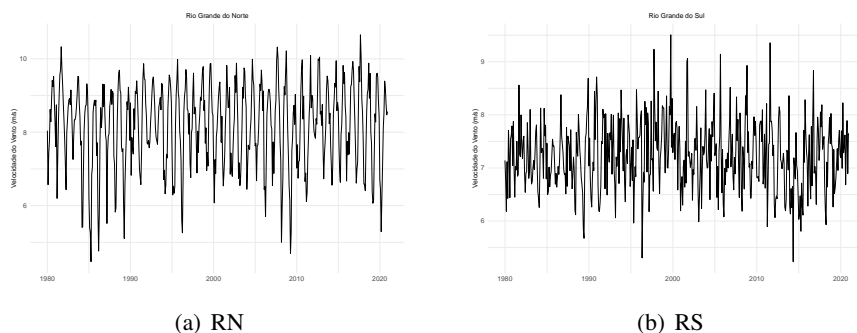 Rio Grande do Norte
Velocidade do Vento (m/s)
10
8
6
1980
1990
2000
2010
2020
(a) RN
Rio Grande do Sul
Velocidade do Vento (m/s)
9
8
7
6
1980
1990
2000
2010
2020
(b) RS